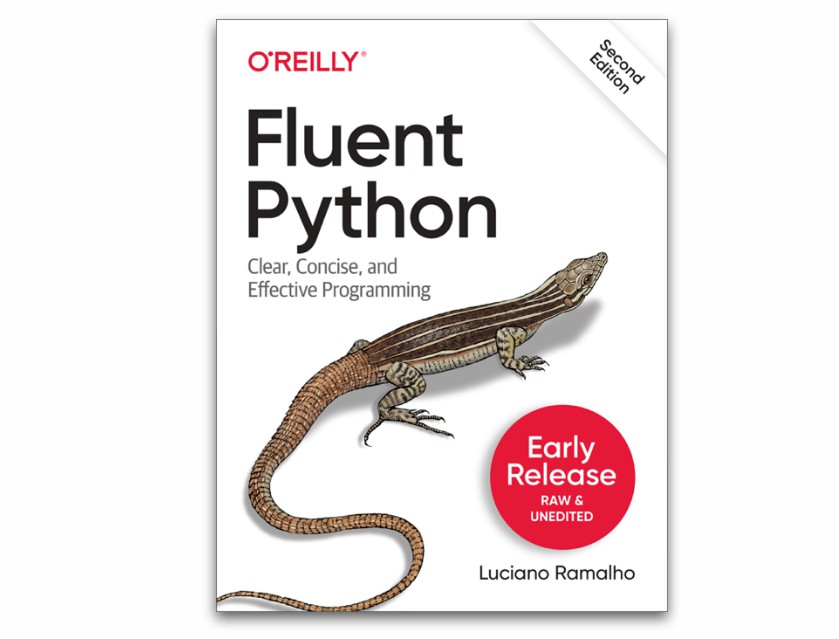 O'REILLY®
Second
Edition
Fluent
Python
Clear, Concise, and
Effective Programming
Early
Release
RAW &
UNEDITED
Luciano Ramalho